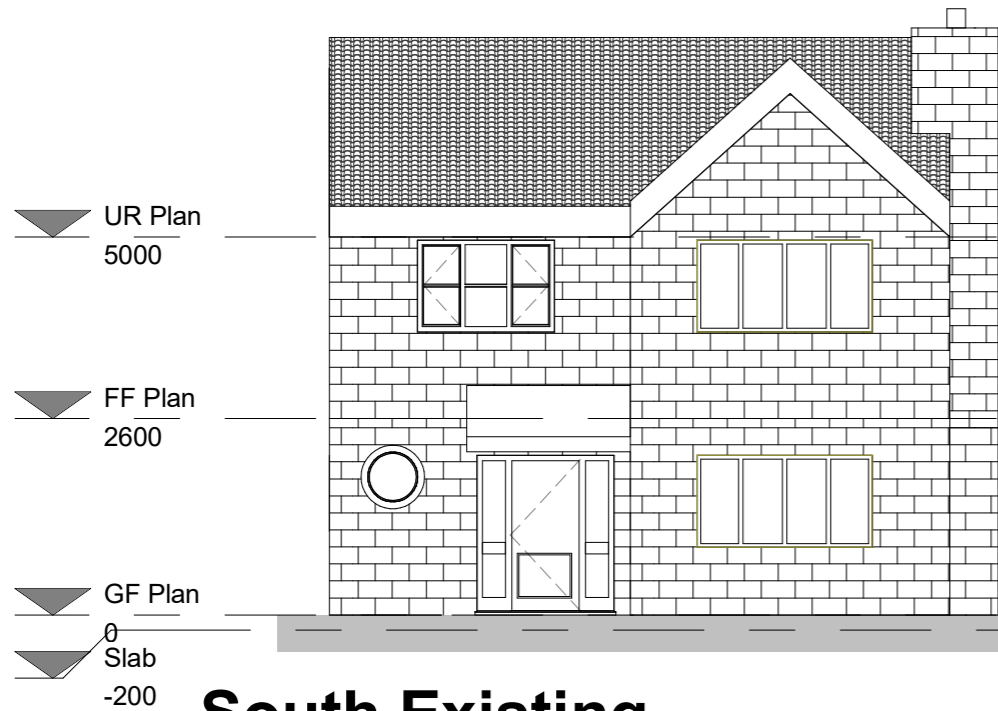 UR Plan
5000
FF Plan
2600
GF Plan
0
Slab
-200
South Existing